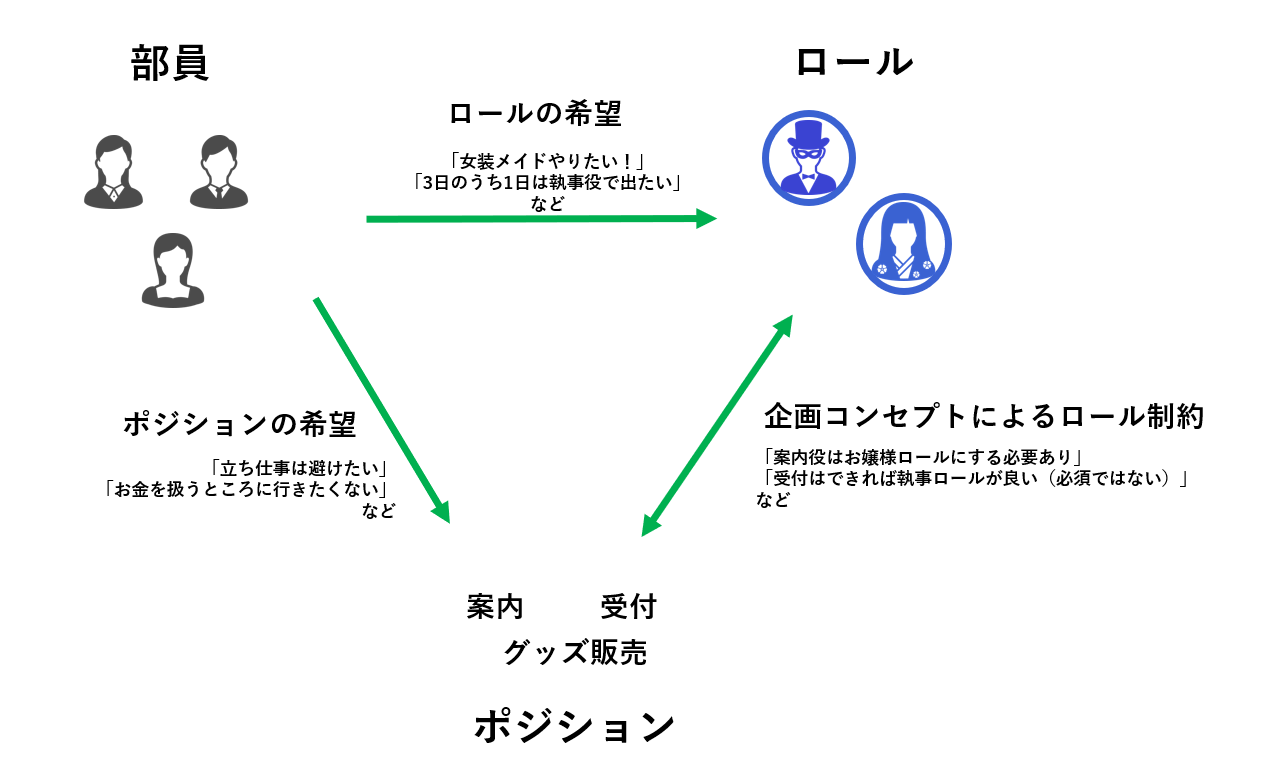 部員
ロール
ロールの希望
「女装メイドやりたい！」
「3日のうち1日は執事役で出たい」
など
ポジションの希望
「立ち仕事は避けたい」
「お金を扱うところに行きたくない」
など
企画コンセプトによるロール制約
「案内役はお嬢様ロールにする必要あり」
「受付はできれば執事ロールが良い（必須ではない）」
など
案内 受付
グッズ販売
ポジション